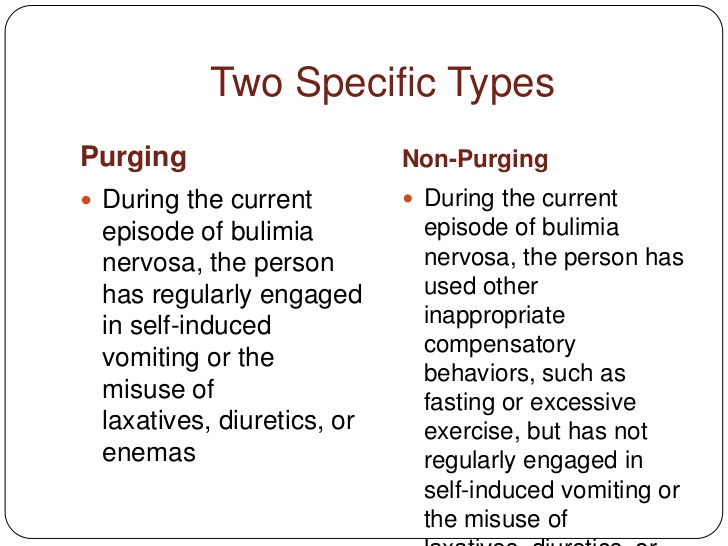 Two Specific Types
Purging
• During the current
episode of bulimia
nervosa, the person
has regularly engaged
in self-induced
vomiting or the
misuse of
laxatives, diuretics, or
enemas
Non-Purging
• During the current
episode of bulimia
nervosa, the person has
used other
inappropriate
compensatory
behaviors, such as
fasting or excessive
exercise, but has not
regularly engaged in
self-induced vomiting or
the misuse of
laxatives, diuretics, or